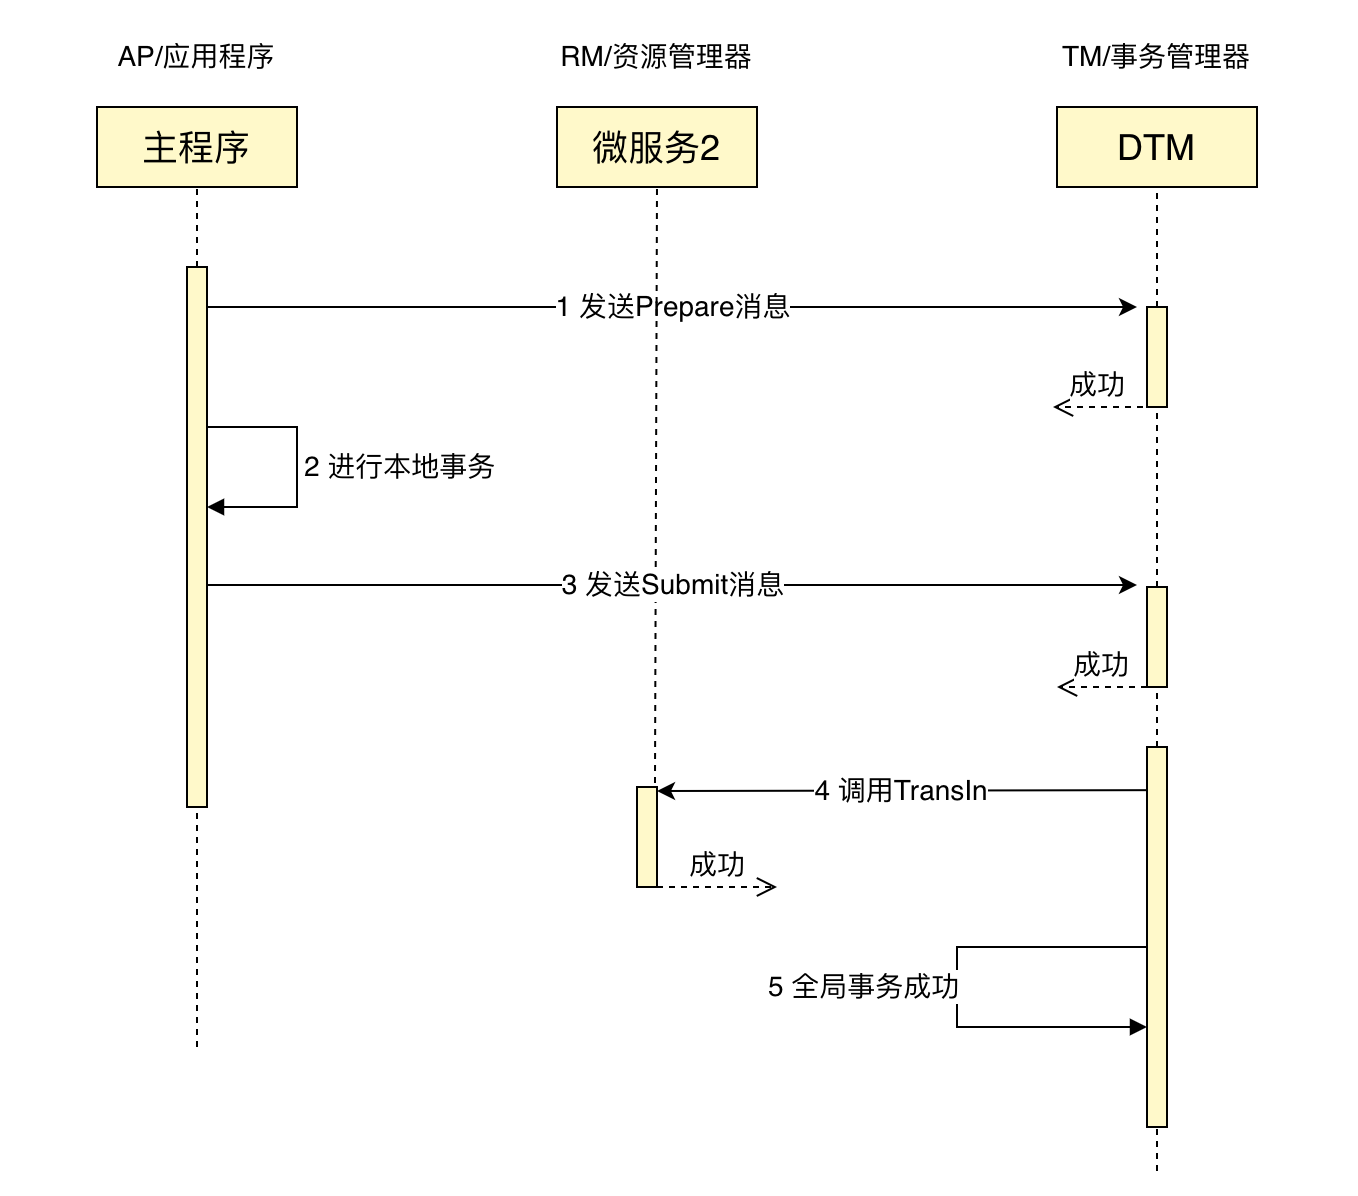 AP/应用程序
RM/资源管理器
TM/事务管理器
主程序
微服务2
DTM
1 发送Prepare消息
成功
2 进行本地事务
3 发送Submit消息
成功
4 调用TransIn
成功
5 全局事务成功